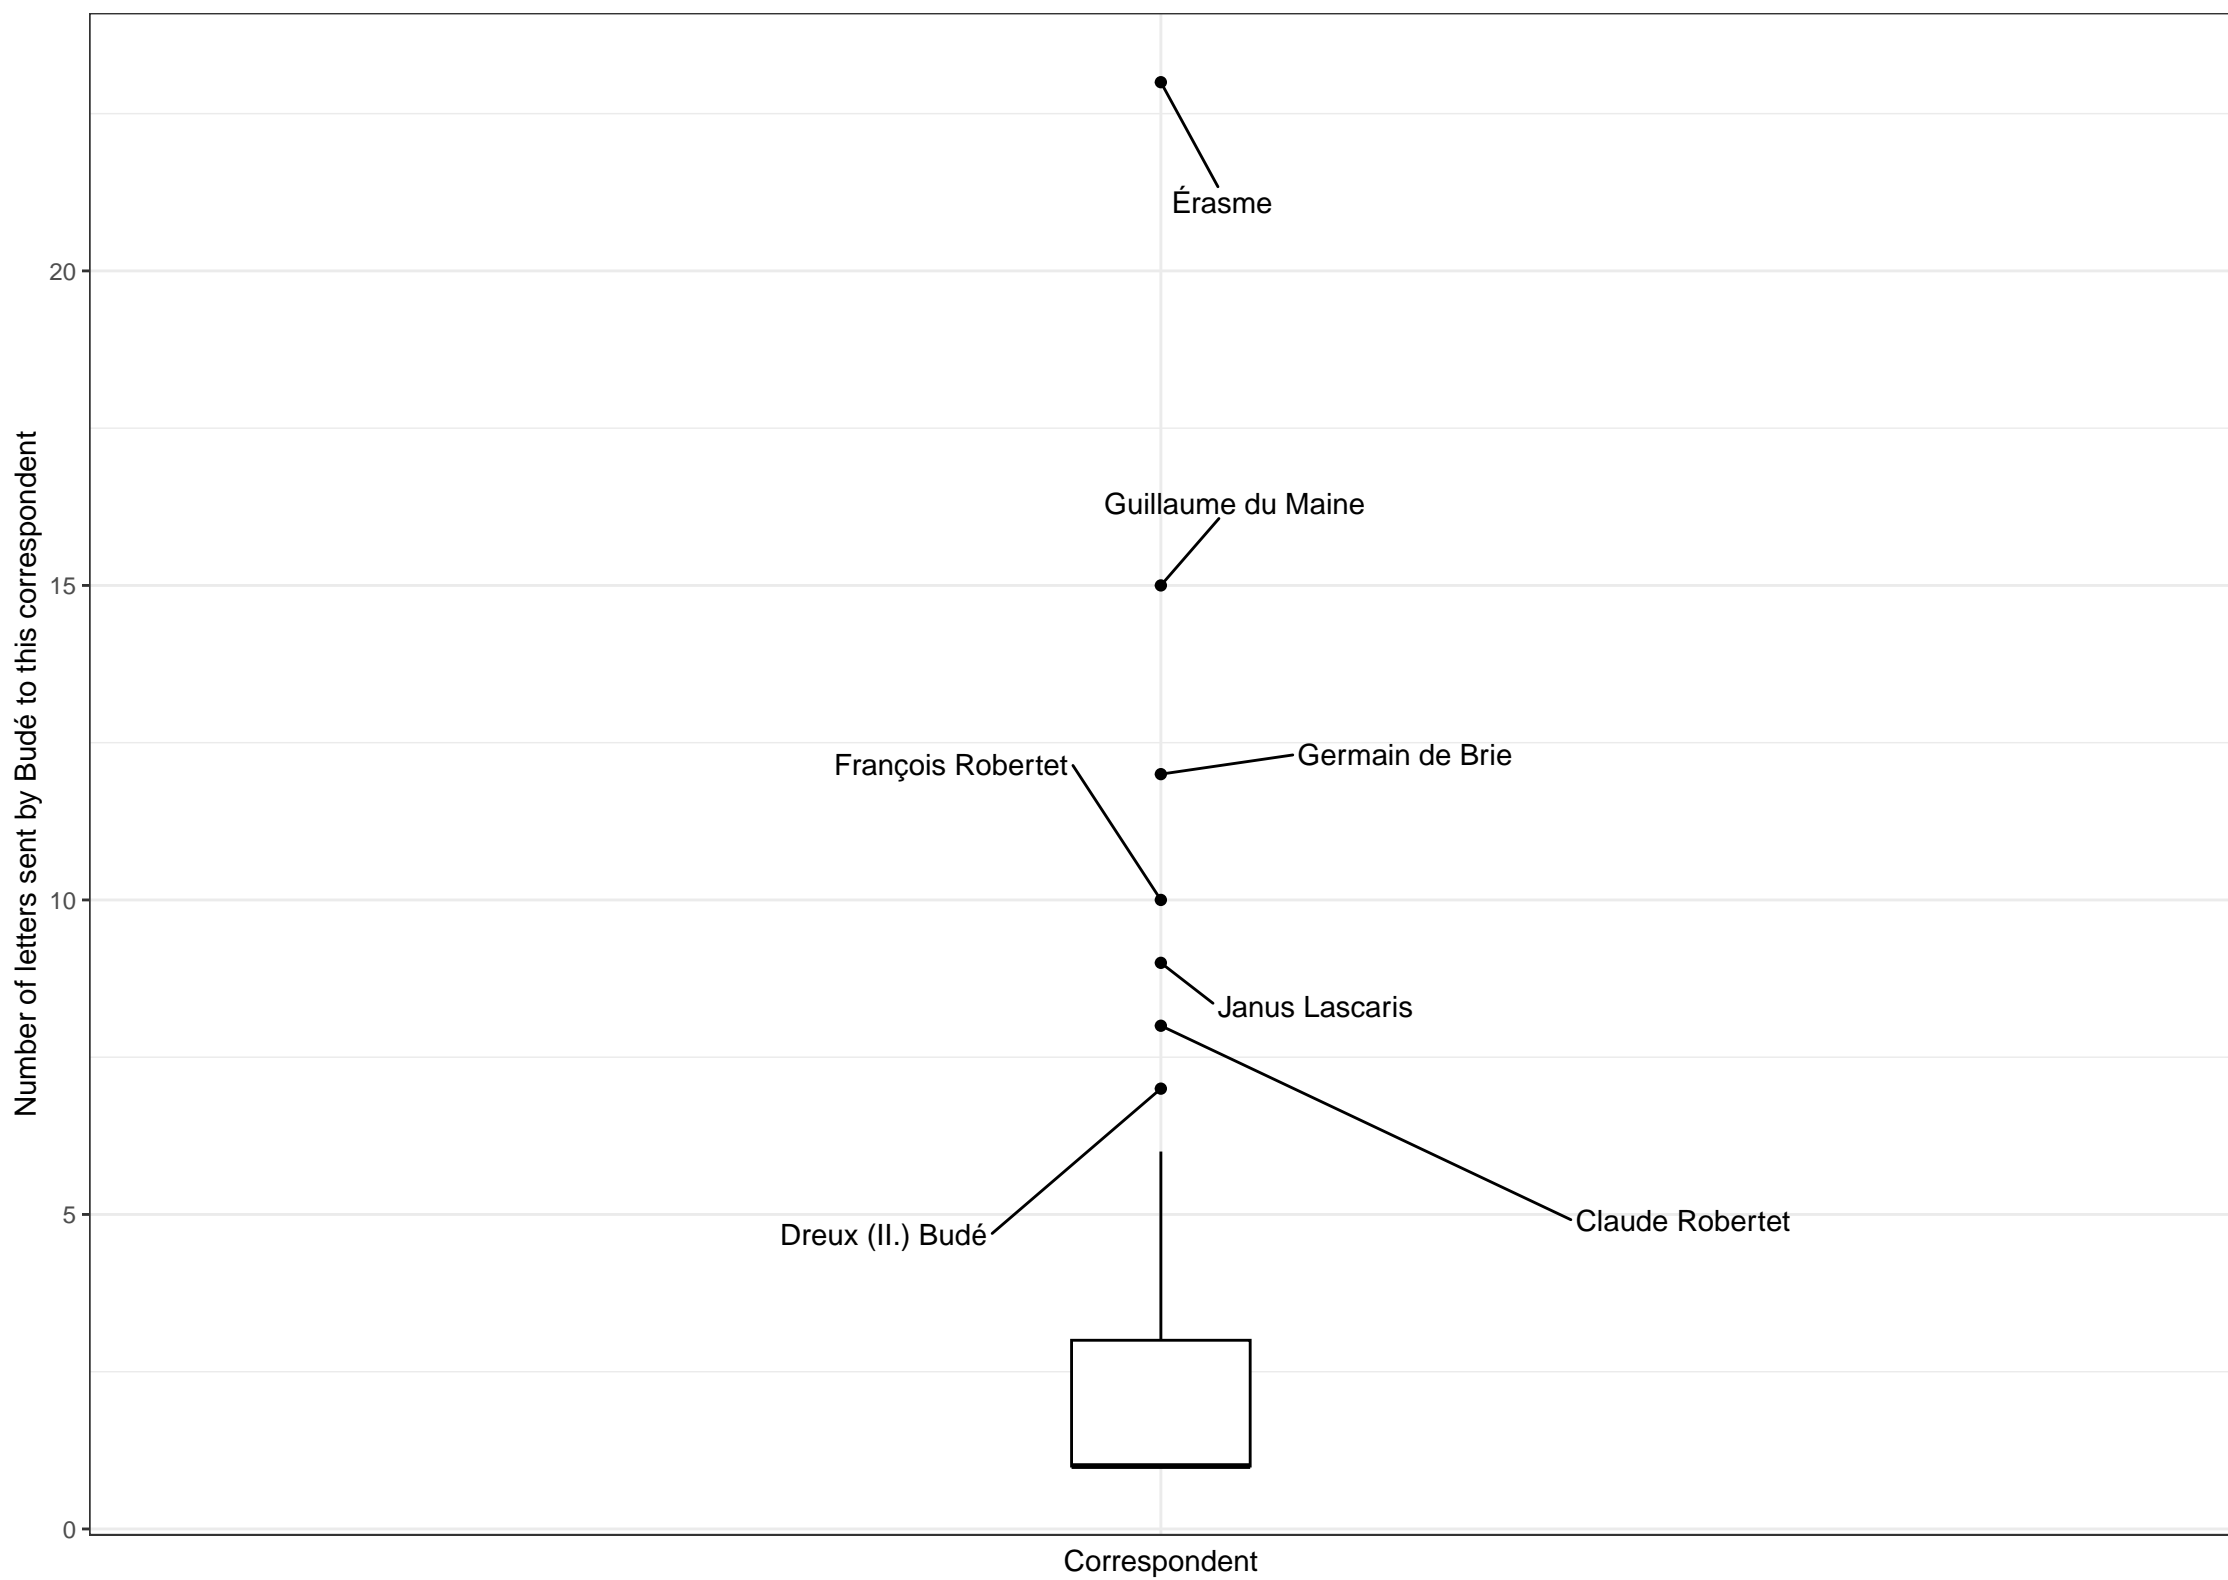 Érasme
20
Guillaume du Maine
15
Germain de Brie
François Robertet
10
Janus Lascaris
Claude Robertet
5
Dreux (II.) Budé
0
Correspondent
Number of letters sent by Budé to this correspondent